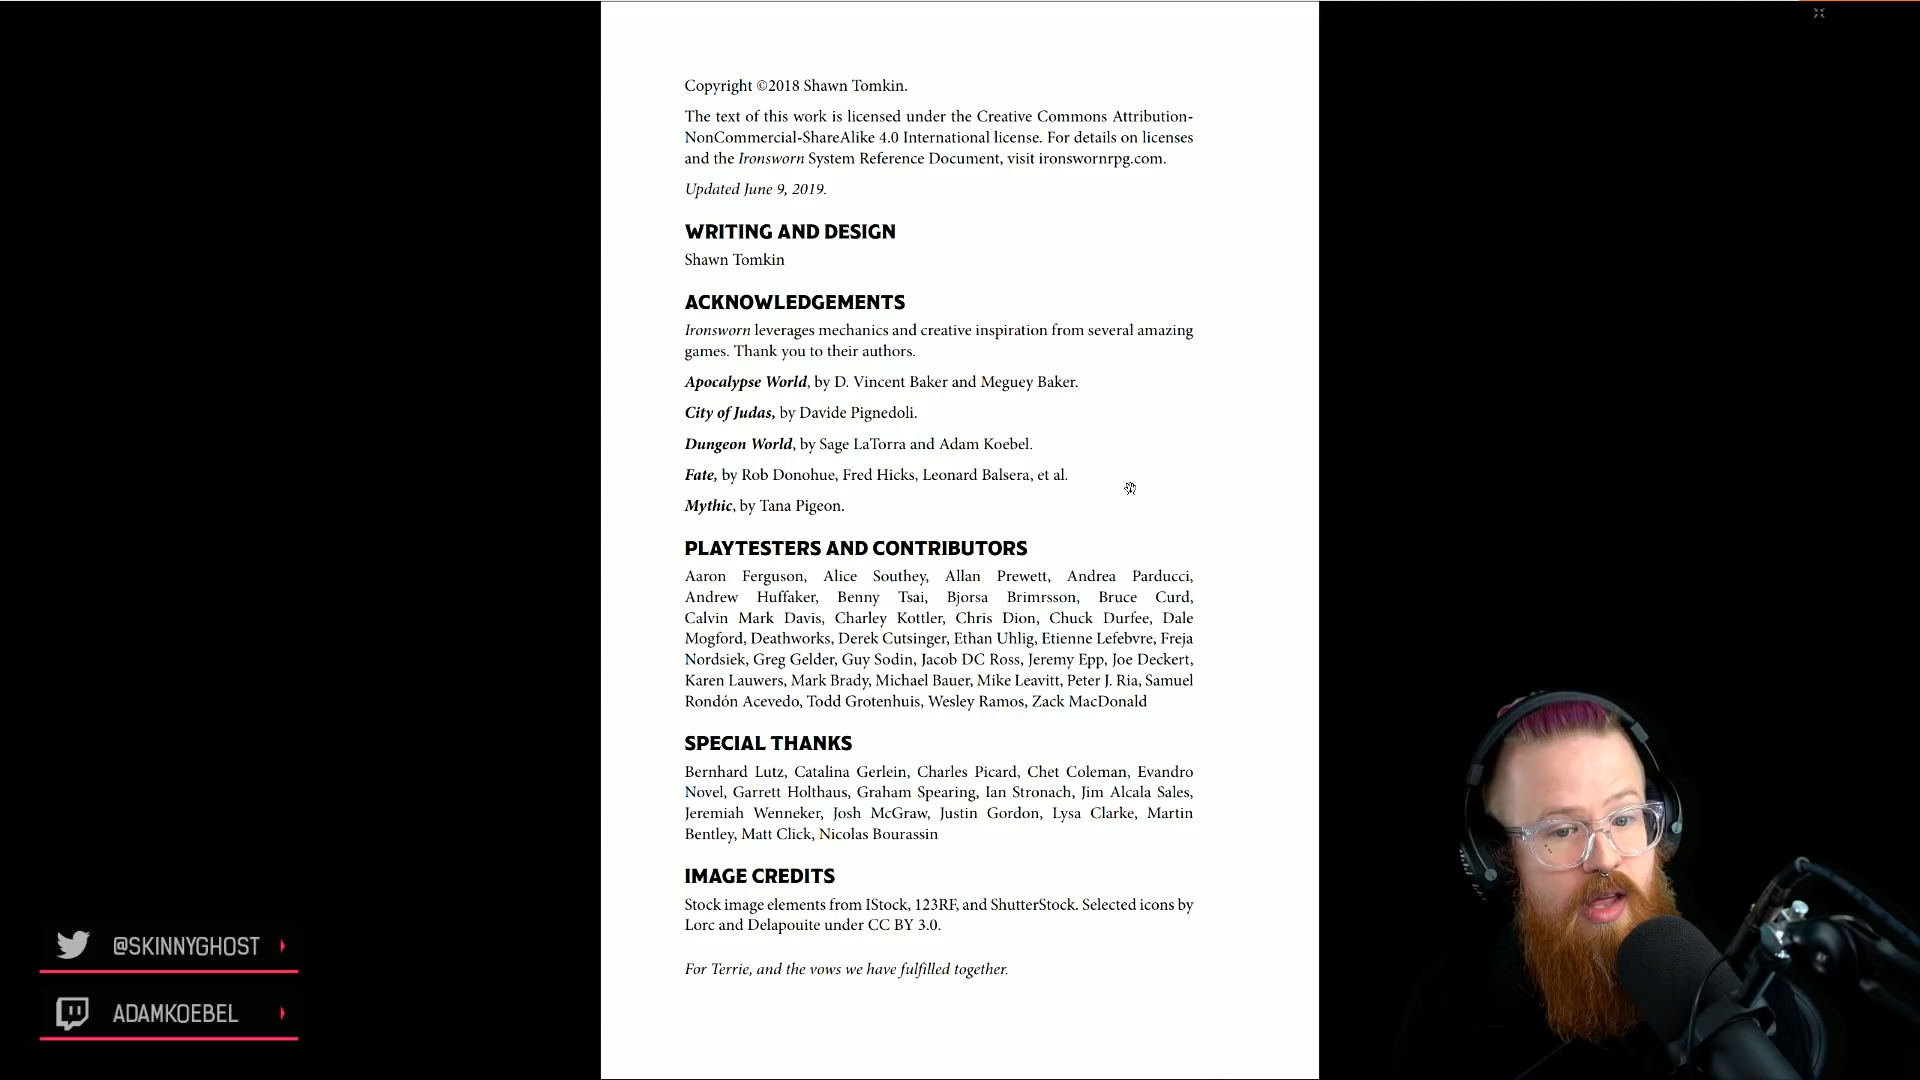 Copyright ©2018 Shawn Tomkin.
The text of this work is licensed under the Creative Commons Attribution-
NonCommercial-ShareAlike 4.0 International license. For details on licenses
and the Ironsworn System Reference Document, visit ironswornrpg.com.
Updated June 9, 2019.
WRITING AND DESIGN
Shawn Tomkin
ACKNOWLEDGEMENTS
Ironsworn leverages mechanics and creative inspiration from several amazing
games. Thank you to their authors.
Apocalypse World, by D. Vincent Baker and Meguey Baker.
City of Judas, by Davide Pignedoli.
Dungeon World, by Sage LaTorra and Adam Koebel.
Fate, by Rob Donohue, Fred Hicks, Leonard Balsera, et al.
Mythic, by Tana Pigeon.
PLAYTESTERS AND CONTRIBUTORS
Aaron Ferguson, Alice Southey, Allan Prewett, Andrea Parducci,
Andrew Huffaker, Benny Tsai, Bjorsa Brimrsson, Bruce Curd,
Calvin Mark Davis, Charley Kottler, Chris Dion, Chuck Durfee, Dale
Mogford, Deathworks, Derek Cutsinger, Ethan Uhlig, Etienne Lefebvre, Freja
Nordsiek, Greg Gelder, Guy Sodin, Jacob DC Ross, Jeremy Epp, Joe Deckert,
Karen Lauwers, Mark Brady, Michael Bauer, Mike Leavitt, Peter J. Ria, Samuel
Rondón Acevedo, Todd Grotenhuis, Wesley Ramos, Zack MacDonald
SPECIAL THANKS
Bernhard Lutz, Catalina Gerlein, Charles Picard, Chet Coleman, Evandro
Novel, Garrett Holthaus, Graham Spearing, Ian Stronach, Jim Alcala Sales,
Jeremiah Wenneker, Josh McGraw, Justin Gordon, Lysa Clarke, Martin
Bentley, Matt Click, Nicolas Bourassin
IMAGE CREDITS
Stock image elements from IStock, 123RF, and ShutterStock. Selected icons by
Lorc and Delapouite under CC BY 3.0.
For Terrie, and the vows we have fulfilled together.
@SKINNYGHOST
ADAMKOEBEL